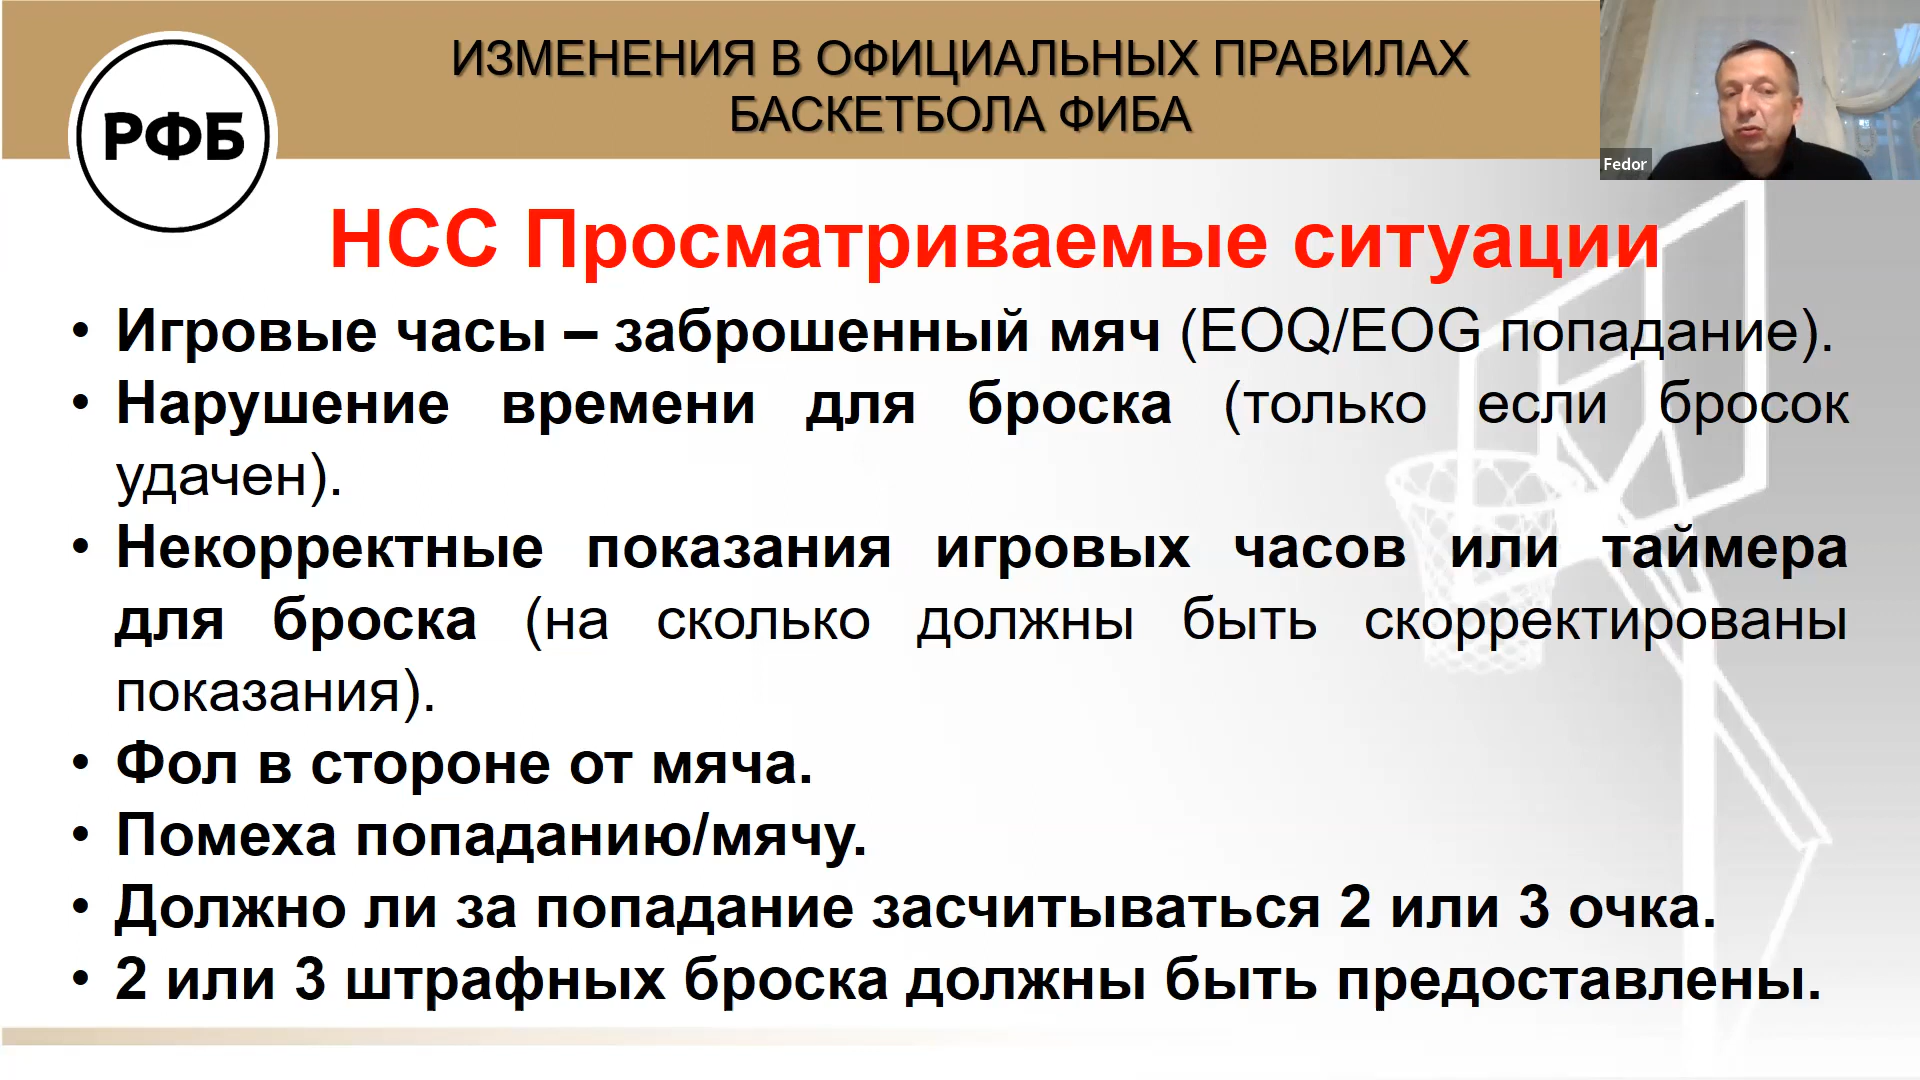 ИЗМЕНЕНИЯ В ОФИЦИАЛЬНЫХ ПРАВИЛАХ
БАСКЕТБОЛА ФИБА
РФБ
Fedor
НСС Просматриваемые ситуации
• Игровые часы – заброшенный мяч (EOQ/EOG попадание).
• Нарушение времени для броска (только если бросок
удачен).
• Некорректные показания игровых часов или таймера
для броска (на сколько должны быть скорректированы
показания).
• Фол в стороне от мяча.
• Помеха попаданию/мячу.
• Должно ли за попадание засчитываться 2 или 3 очка.
• 2 или 3 штрафных броска должны быть предоставлены.